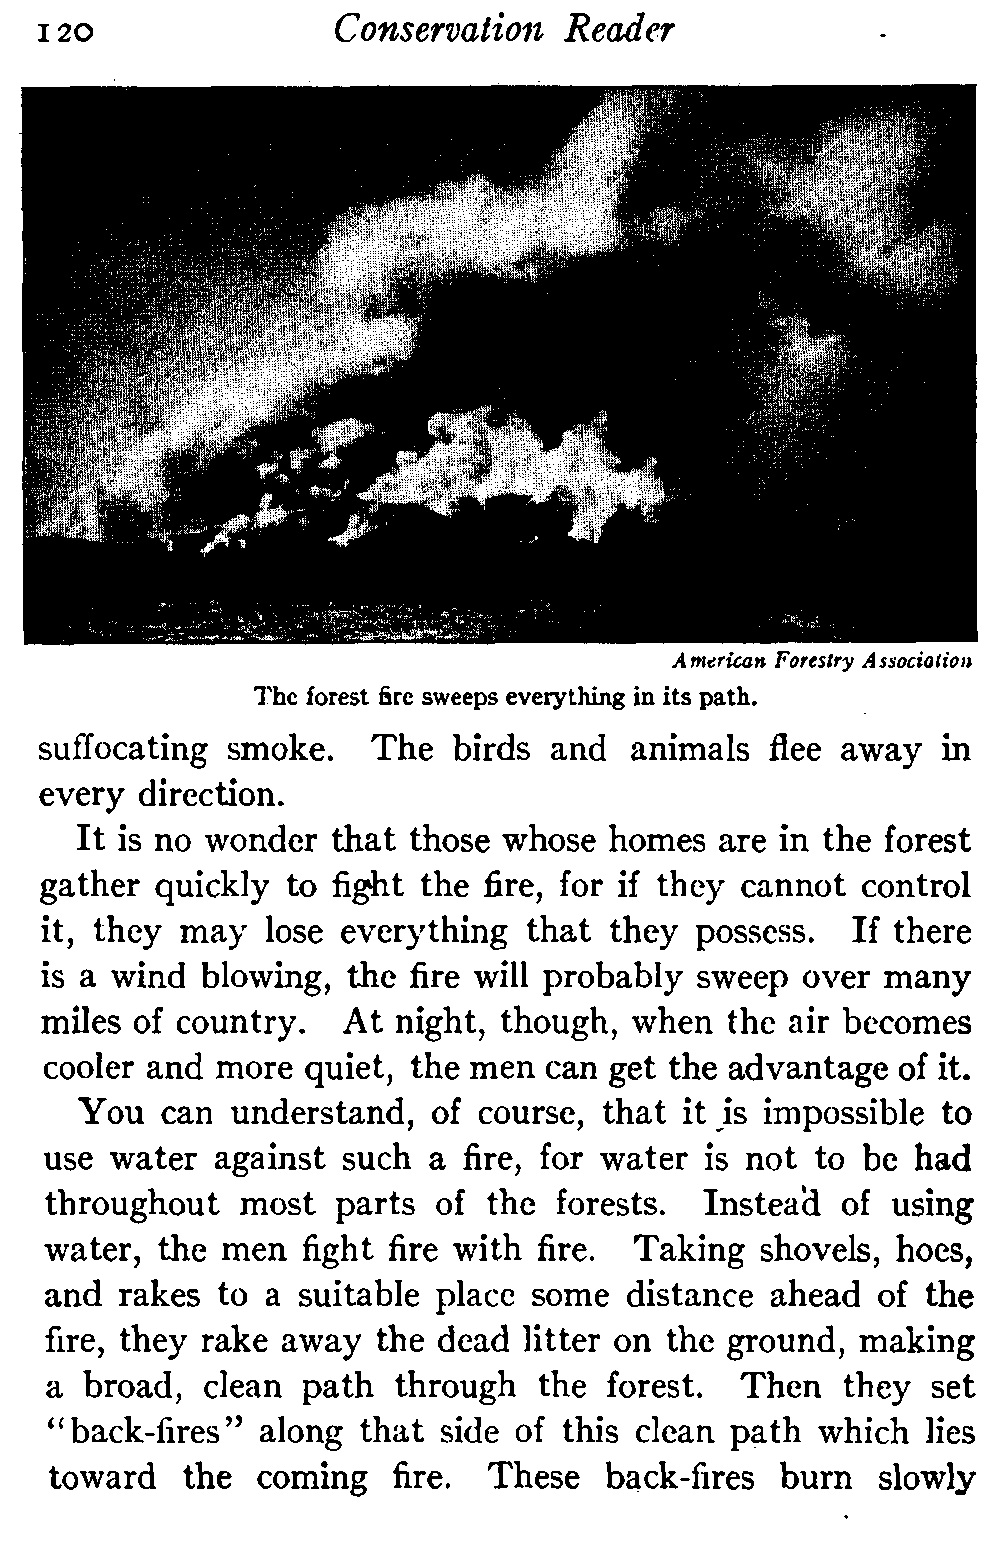 120 Conservation Reader
American Forestry Association
The forest fire sweeps everything in its path.
suffocating smoke. The birds and animals flee away in
every direction.
It is no wonder that those whose homes are in the forest
gather quickly to fight the fire, for if they cannot control
it, they may lose everything that they possess. If there
is a wind blowing, the fire will probably sweep over many
miles of country. At night, though, when the air becomes
cooler and more quiet, the men can get the advantage of it.
You can understand, of course, that it is impossible to
use water against such a fire, for water is not to be had
throughout most parts of the forests. Instead of using
water, the men fight fire with fire. Taking shovels, hoes,
and rakes to a suitable place some distance ahead of the
fire, they rake away the dead litter on the ground, making
a broad, clean path through the forest. Then they set
"back-fires" along that side of this clean path which lies
toward the coming fire. These back-fires burn slowly